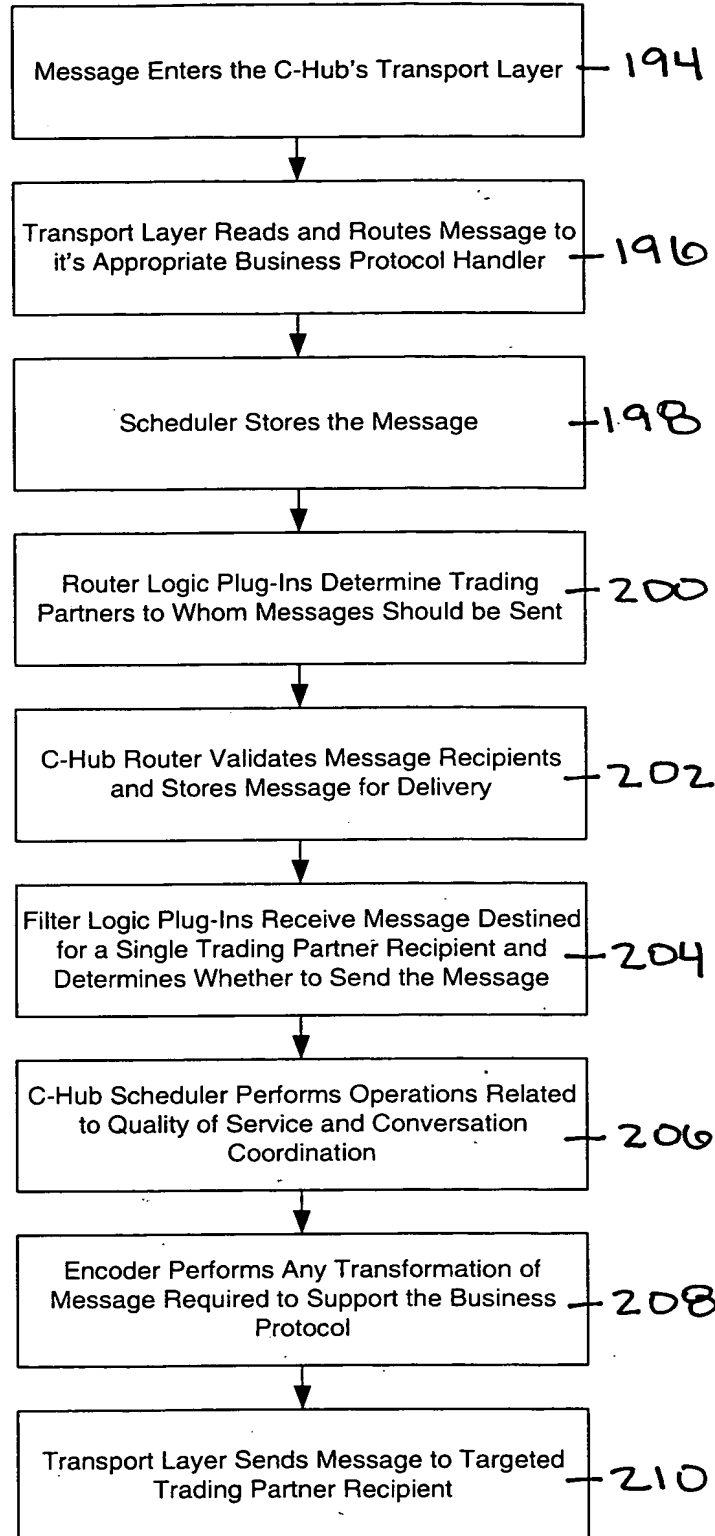 Message Enters the C-Hub's Transport Layer
194
Transport Layer Reads and Routes Message to
it's Appropriate Business Protocol Handler
196
Scheduler Stores the Message
198
Router Logic Plug-Ins Determine Trading
Partners to Whom Messages Should be Sent
200
C-Hub Router Validates Message Recipients
and Stores Message for Delivery
202
Filter Logic Plug-Ins Receive Message Destined
for a Single Trading Partner Recipient and
Determines Whether to Send the Message
204
C-Hub Scheduler Performs Operations Related
to Quality of Service and Conversation
Coordination
206
Encoder Performs Any Transformation of
Message Required to Support the Business
Protocol
208
Transport Layer Sends Message to Targeted
Trading Partner Recipient
210